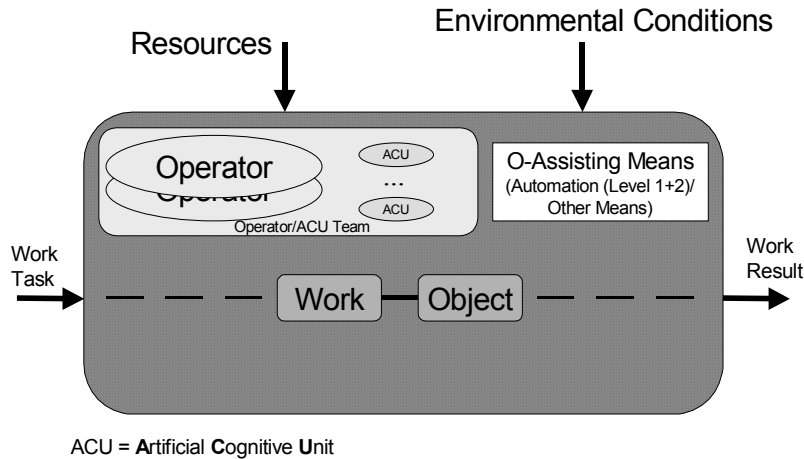 Environmental Conditions
Resources
Operator
Operator
ACU
...
ACU
Operator/ACU Team
O-Assisting Means
(Automation (Level 1+2)/
Other Means)
Work
Task
Work
Result
Work
Object
ACU = Artificial Cognitive Unit